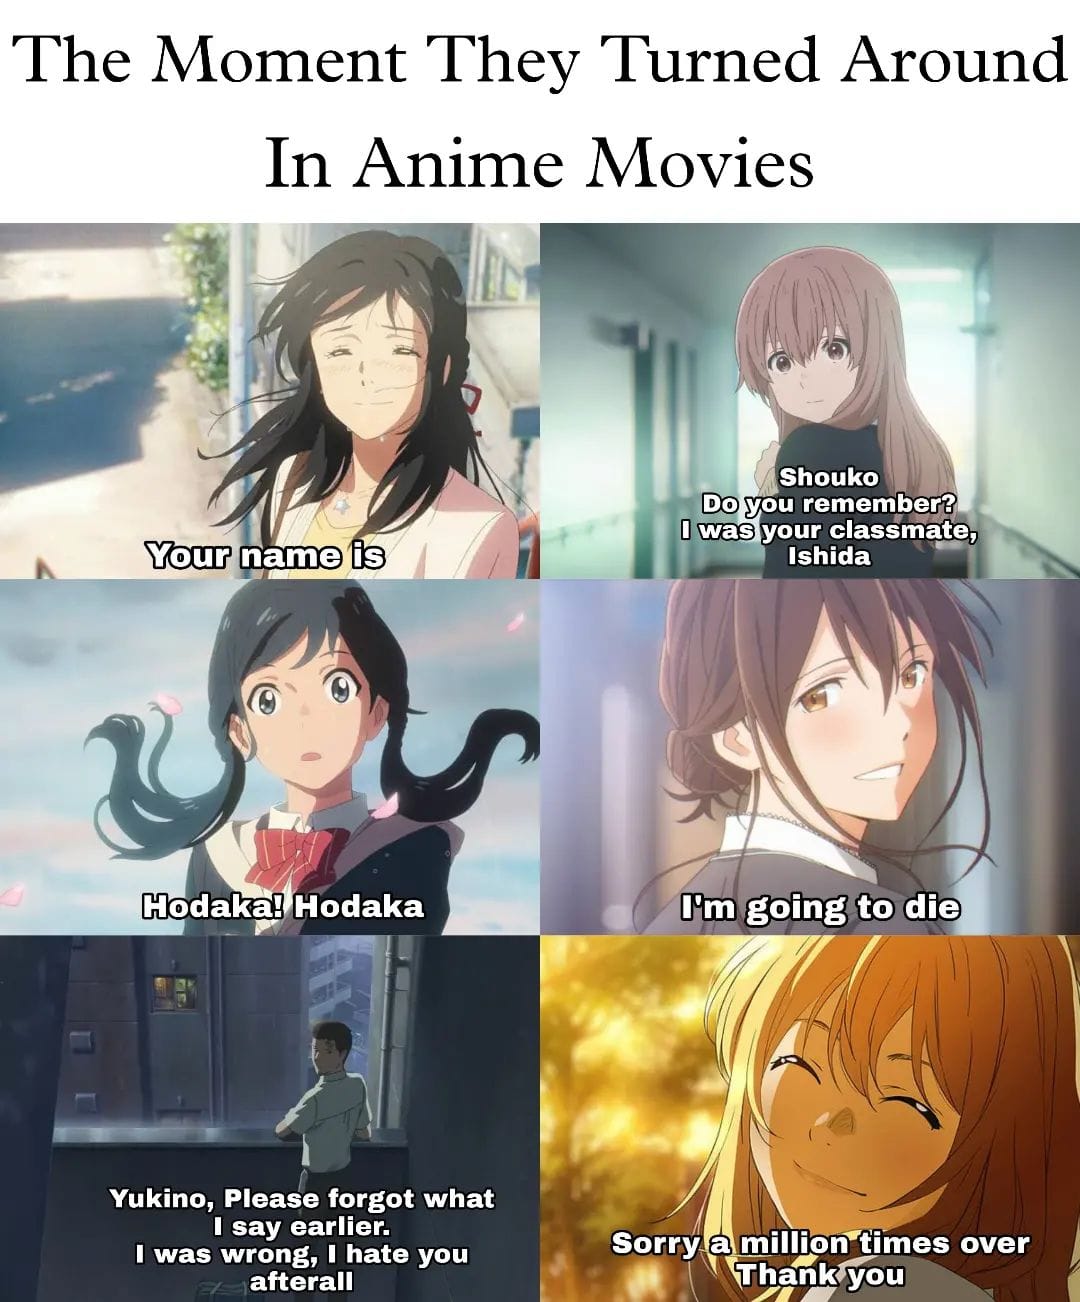 The Moment They Turned Around
In Anime Movies
Your name is
Shouko
Do you remember?
I was your classmate,
Ishida
Hodaka! Hodaka
I'm going to die
Yukino, Please forgot what
I say earlier.
I was wrong, I hate you
afterall
Sorry a million times over
Thank you